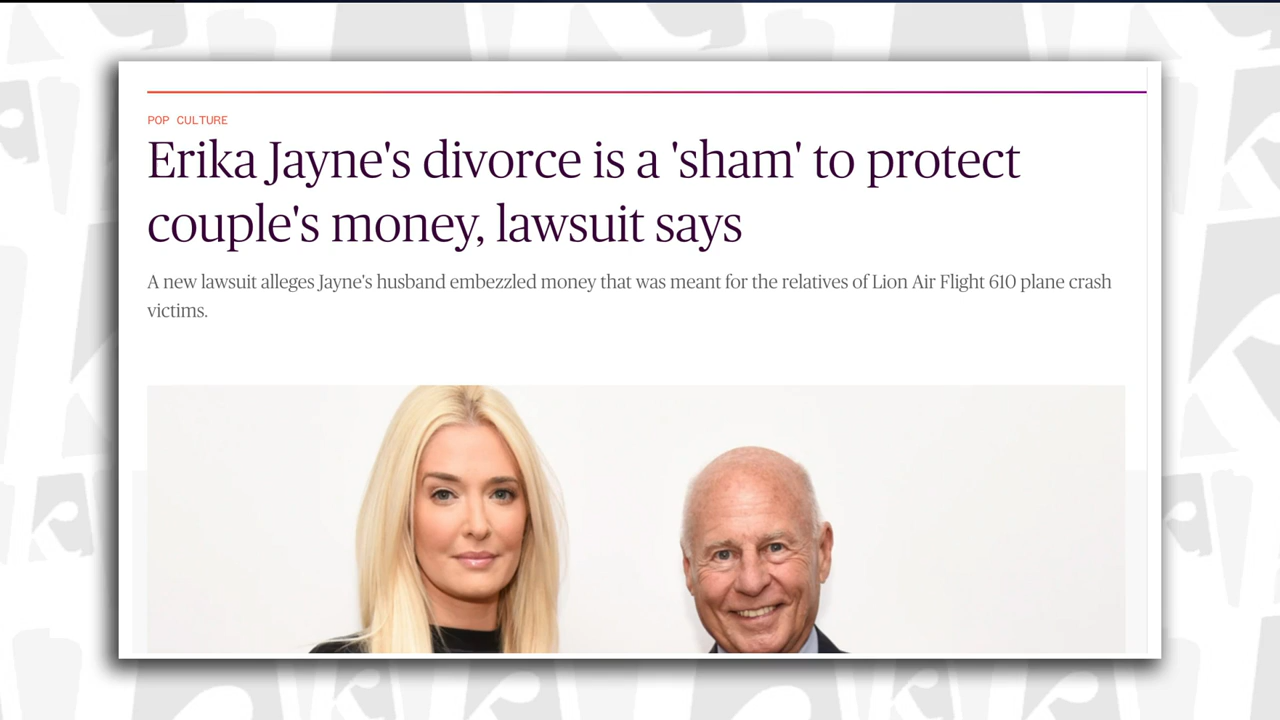 POP CULTURE
Erika Jayne's divorce is a 'sham' to protect
couple's money, lawsuit says
A new lawsuit alleges Jayne's husband embezzled money that was meant for the relatives of Lion Air Flight 610 plane crash
victims.